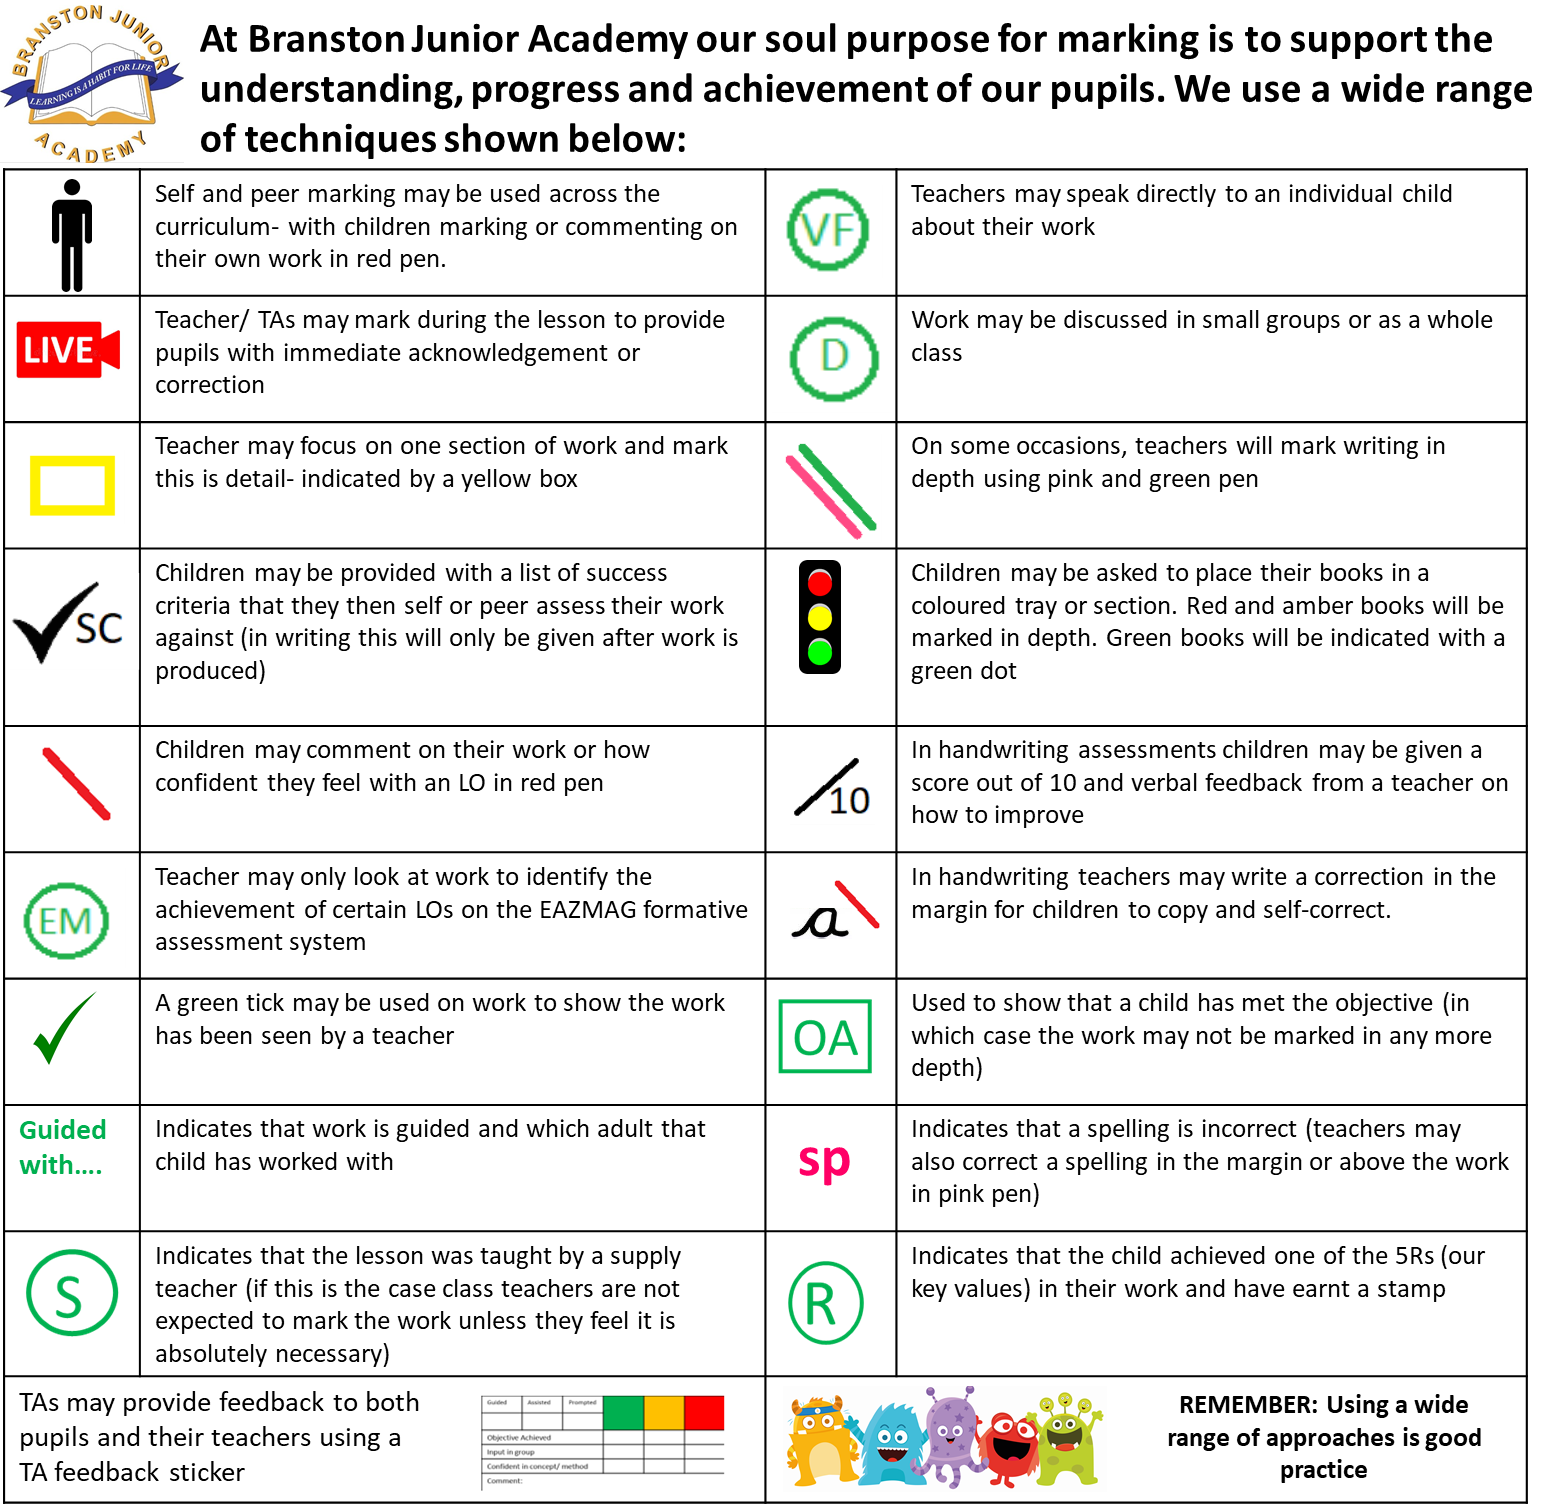 BRANSTON JUNIOR
LEARNING IS A HABIT FOR LIFE
ACADEMY
At Branston Junior Academy our soul purpose for marking is to support the
understanding, progress and achievement of our pupils. We use a wide range
of techniques shown below:
Self and peer marking may be used across the
curriculum- with children marking or commenting on
their own work in red pen.
VF
Teachers may speak directly to an individual child
about their work
LIVE
Teacher/ TAs may mark during the lesson to provide
pupils with immediate acknowledgement or
correction
D
Work may be discussed in small groups or as a whole
class
Teacher may focus on one section of work and mark
this is detail- indicated by a yellow box
On some occasions, teachers will mark writing in
depth using pink and green pen
SC
Children may be provided with a list of success
criteria that they then self or peer assess their work
against (in writing this will only be given after work is
produced)
Children may be asked to place their books in a
coloured tray or section. Red and amber books will be
marked in depth. Green books will be indicated with a
green dot
Children may comment on their work or how
confident they feel with an LO in red pen
/10
In handwriting assessments children may be given a
score out of 10 and verbal feedback from a teacher on
how to improve
EM
Teacher may only look at work to identify the
achievement of certain LOs on the EAZMAG formative
assessment system
a
In handwriting teachers may write a correction in the
margin for children to copy and self-correct.
A green tick may be used on work to show the work
has been seen by a teacher
OA
Used to show that a child has met the objective (in
which case the work may not be marked in any more
depth)
Guided
with....
Indicates that work is guided and which adult that
child has worked with
sp
Indicates that a spelling is incorrect (teachers may
also correct a spelling in the margin or above the work
in pink pen)
S
Indicates that the lesson was taught by a supply
teacher (if this is the case class teachers are not
expected to mark the work unless they feel it is
absolutely necessary)
R
Indicates that the child achieved one of the 5Rs (our
key values) in their work and have earnt a stamp
TAs may provide feedback to both
pupils and their teachers using a
TA feedback sticker
Guided Assisted Prompted
Objective Achieved
Input in group
Confident in concept/ method
Comment:
REMEMBER: Using a wide
range of approaches is good
practice